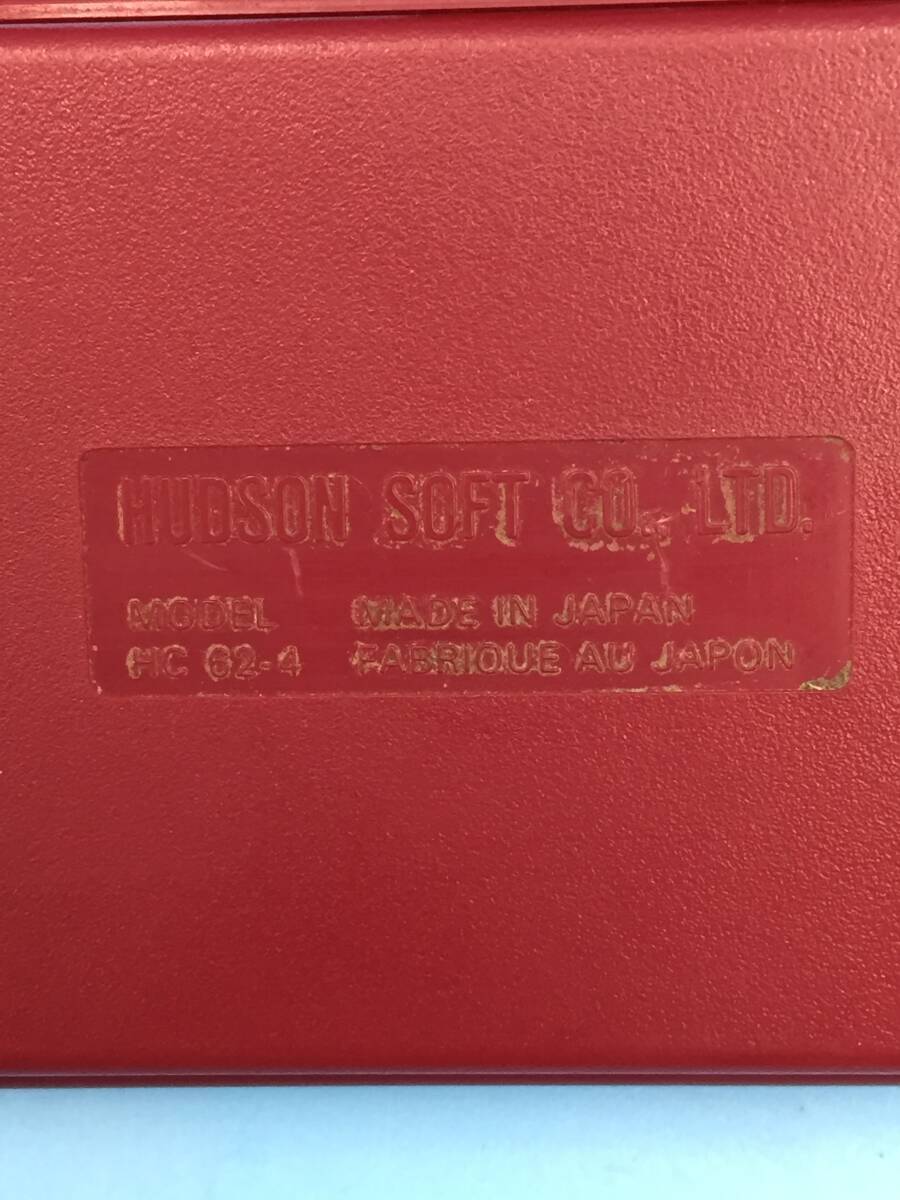 HUDSON SOFT CO., LTD.
MODEL MADE IN JAPAN
HC 62-4 FABRIQUE AU JAPON